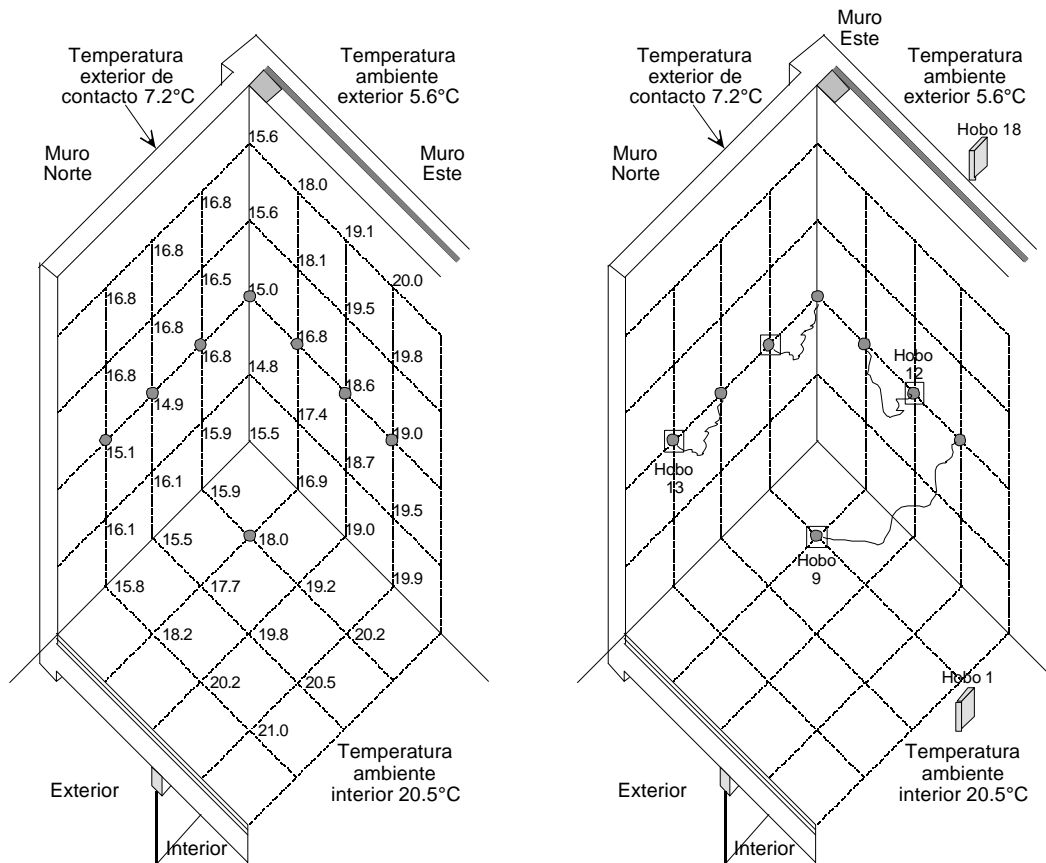 Temperatura
exterior de
contacto 7.2°C
Temperatura
ambiente
exterior 5.6°C
Muro
Norte
Muro
Este
15.6
18.0
16.8
15.6
19.1
16.8
18.1
16.5
20.0
16.8
15.0
19.5
16.8
16.8
16.8
19.8
16.8
14.8
18.6
14.9
17.4
15.9
15.5
19.0
15.1
18.7
16.1
15.9
16.9
19.5
16.1
15.5
18.0
19.0
15.8
17.7
19.2
19.9
18.2
19.8
20.2
20.2
20.5
21.0
Temperatura
ambiente
interior 20.5°C
Exterior
Interior
Muro
Este
Temperatura
exterior de
contacto 7.2°C
Temperatura
ambiente
exterior 5.6°C
Hobo 18
Muro
Norte
Hobo
12
Hobo
13
Hobo
9
Hobo 1
Temperatura
ambiente
interior 20.5°C
Exterior
Interior